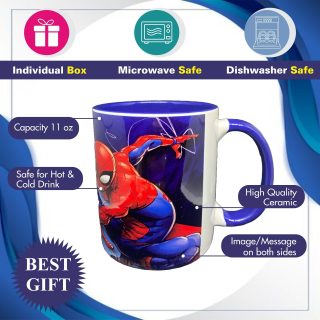 Individual Box
Microwave Safe
Dishwasher Safe
Capacity 11 oz
Safe for Hot &
Cold Drink
High Quality
Ceramic
Image/Message
on both sides
BEST
GIFT